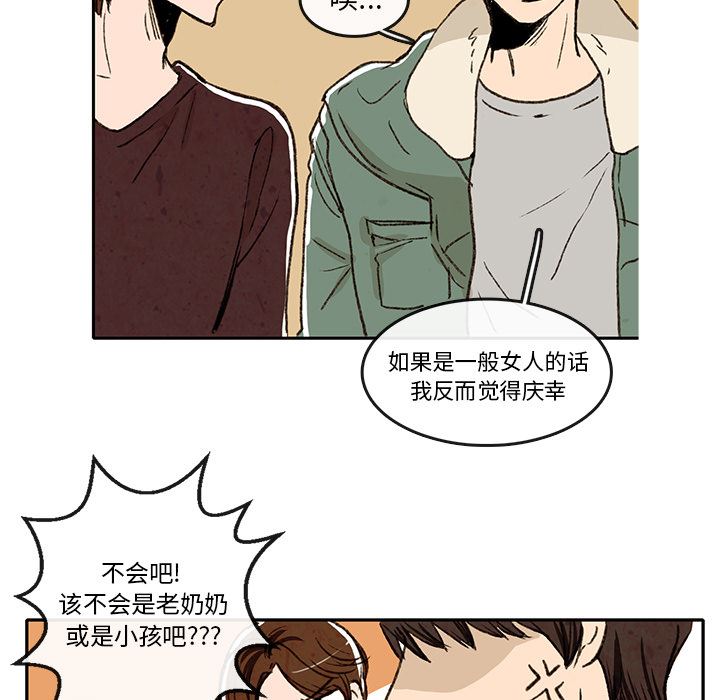 唉...
如果是一般女人的话
我反而觉得庆幸
不会吧!
该不会是老奶奶
或是小孩吧???